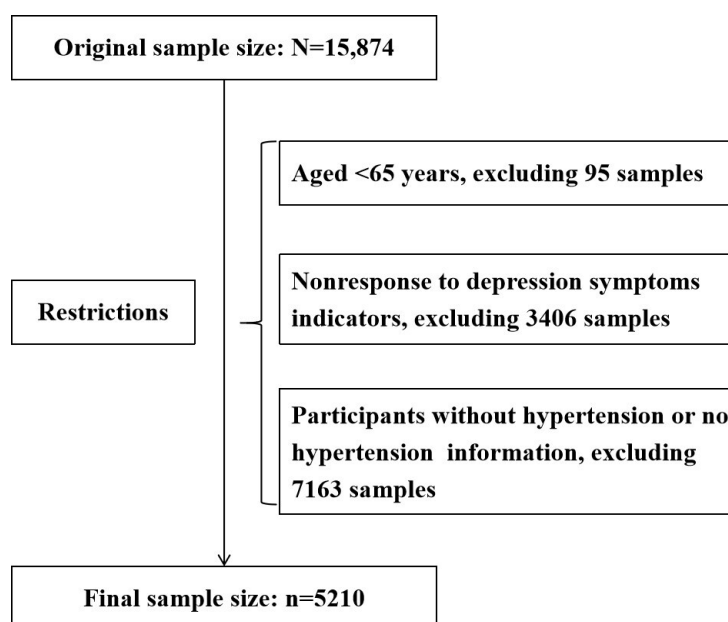 Original sample size: N=15,874
Aged <65 years, excluding 95 samples
Nonresponse to depression symptoms
indicators, excluding 3406 samples
Restrictions
Participants without hypertension or no
hypertension information, excluding
7163 samples
Final sample size: n=5210